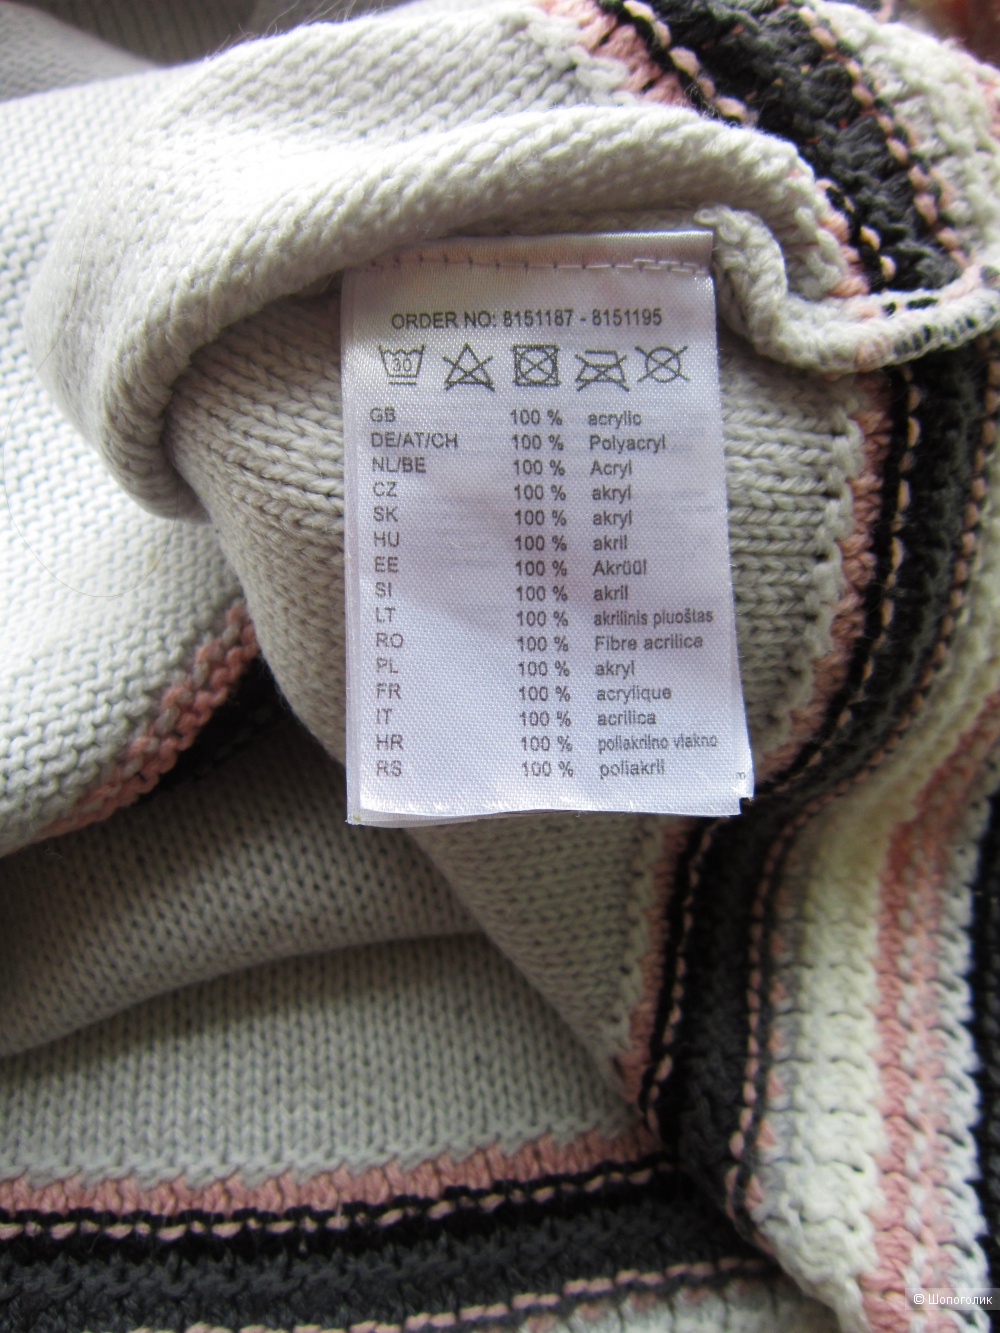 ORDER NO: 8151187 - 8151195
30
GB 100 % acrylic
DE/AT/CH 100 % Polyacryl
NL/BE 100 % Acryl
CZ 100 % akryl
SK 100 % akryl
HU 100 % akril
EE 100 % Akrüül
SI 100 % akril
LT 100 % akrilinis pluoštas
RO 100 % Fibre acrilice
PL 100 % akryl
FR 100 % acrylique
IT 100 % acrilica
HR 100 % poliakrilno vlakno
RS 100 % poliakril
© Шопоголик